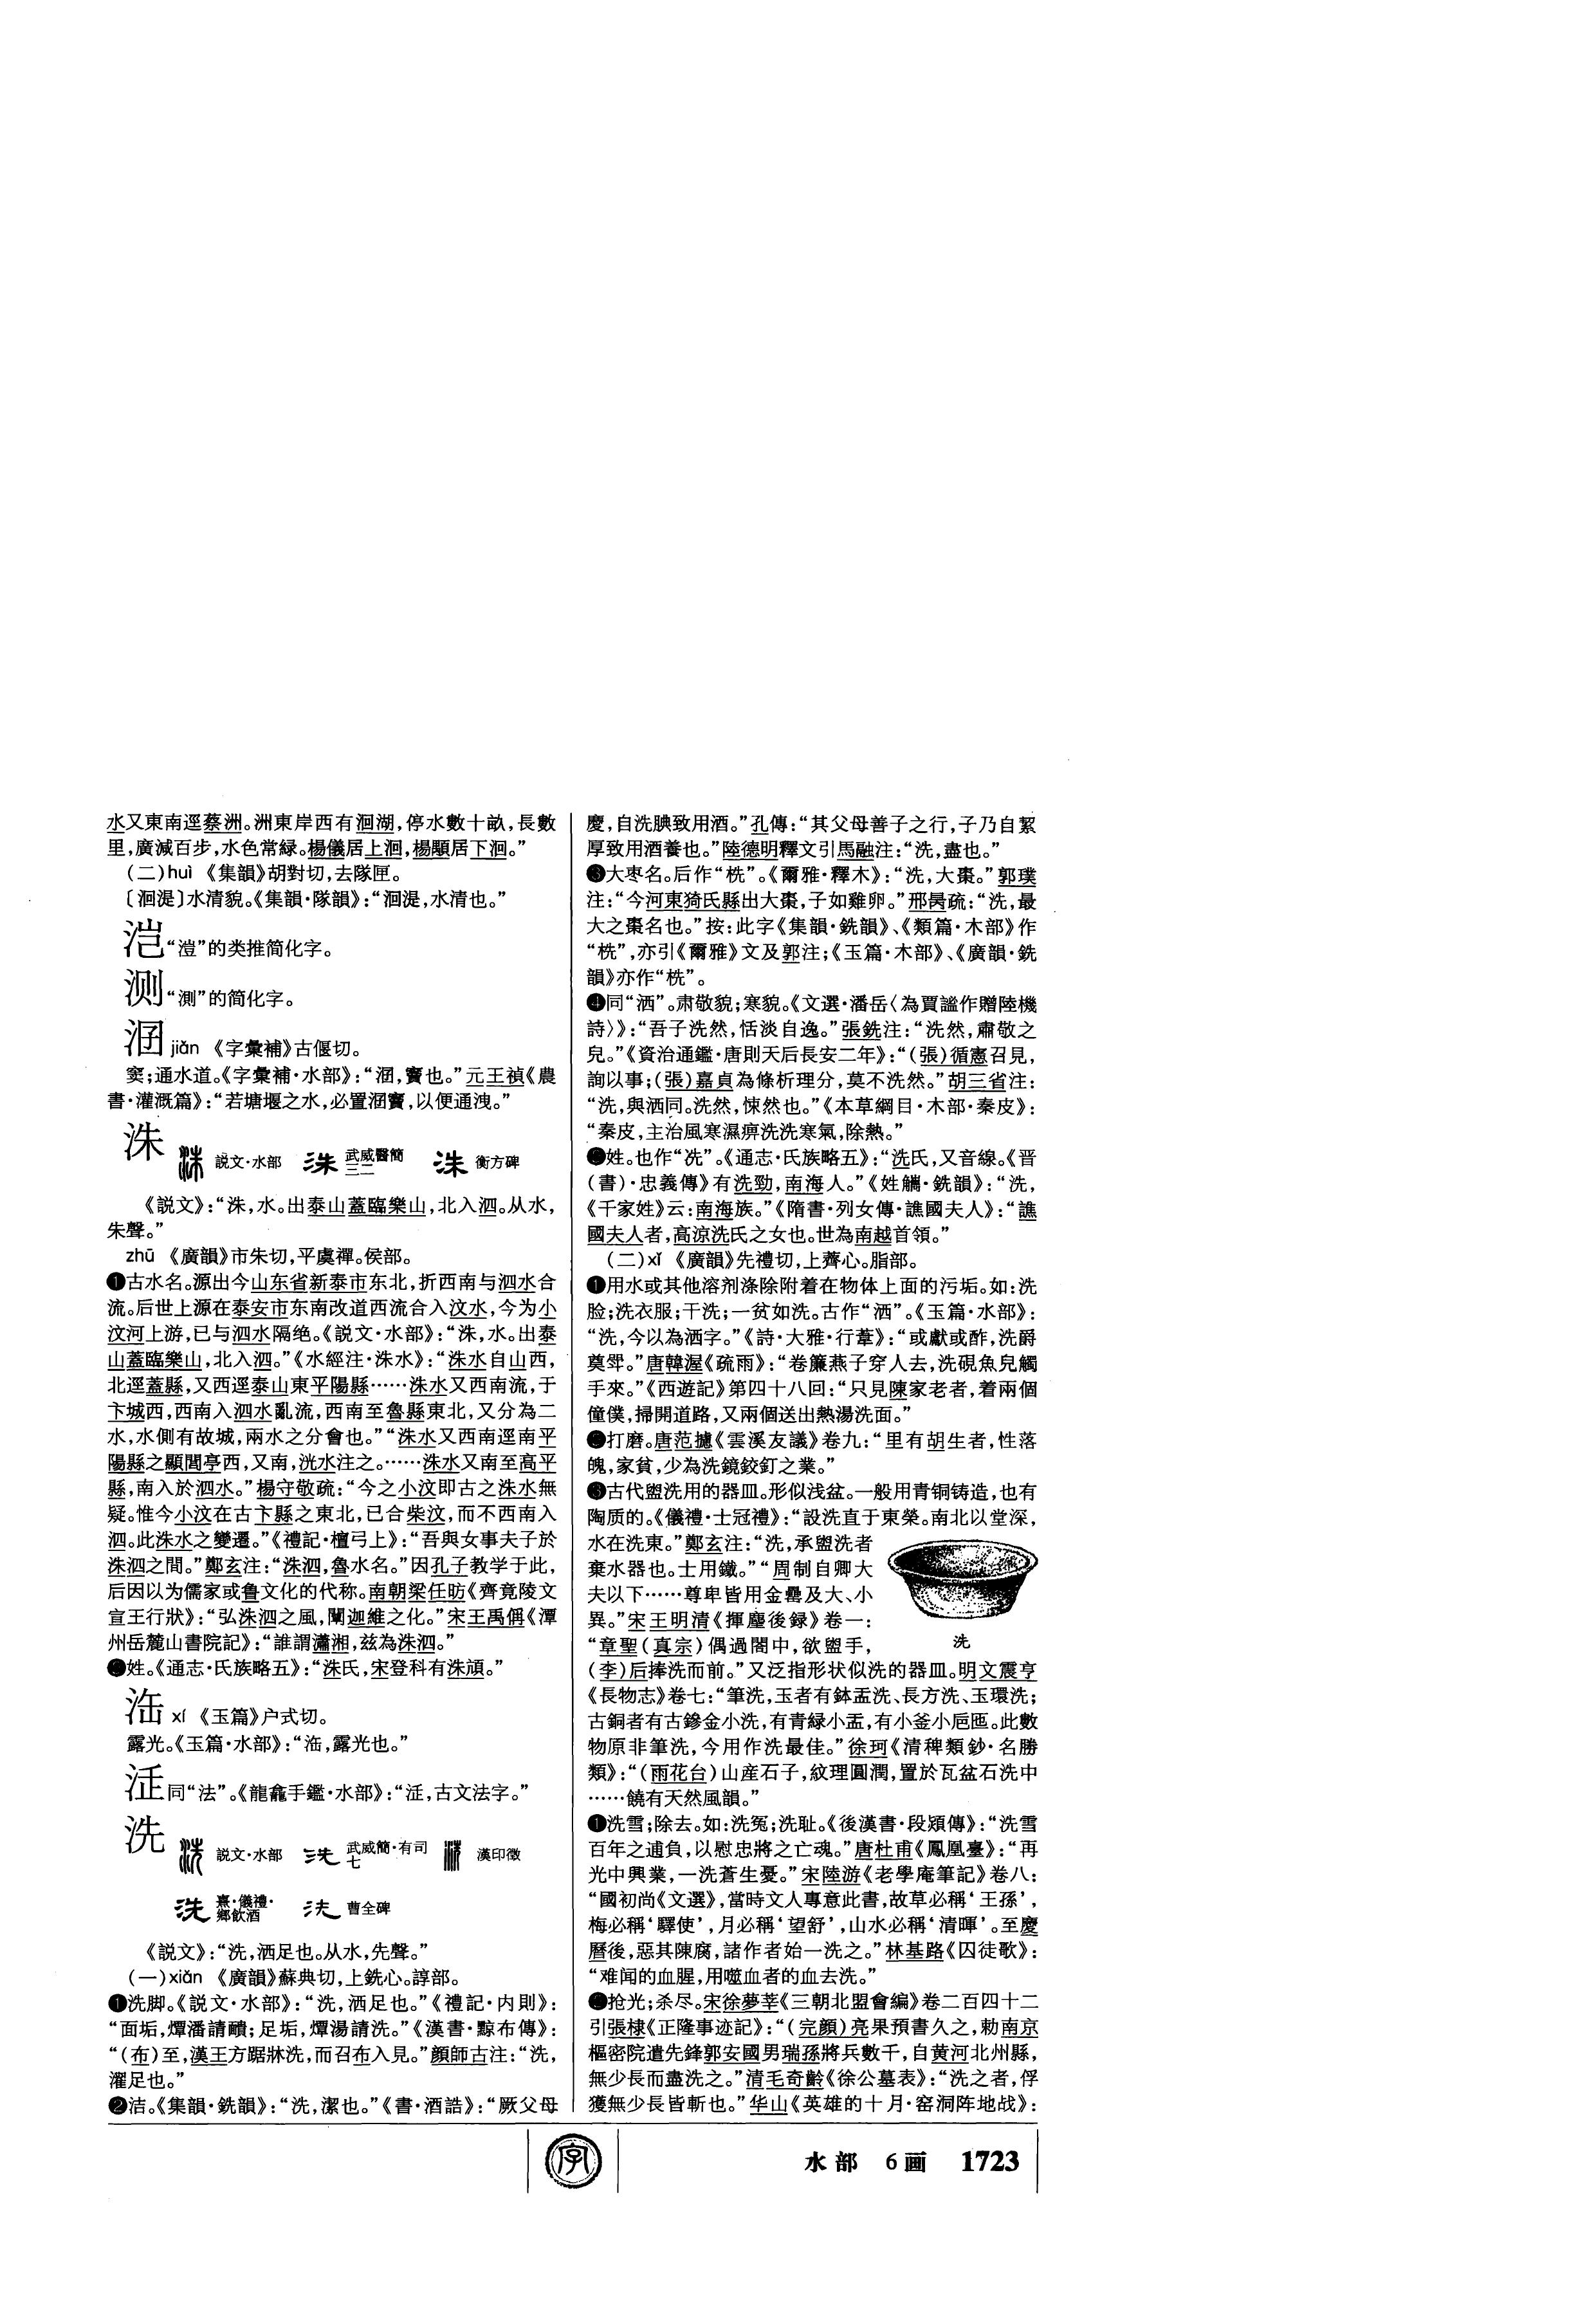 水又東南逕蔡洲。洲東岸西有洄湖，停水數十畝，長數
里，廣減百步，水色常緑。楊儀居上洄，楊顒居下洄。”
（二）huì 《集韻》胡對切，去隊匣。
〔洄湜〕水清貌。《集韻·隊韻》：“洄湜，水清也。”
“溰”的类推简化字。
测“測”的简化字。
jiǎn 《字彙補》古偃切。
窦；通水道。《字彙補·水部》：“，竇也。”元王禎《農
書·灌溉篇》：“若塘堰之水，必置竇，以便通洩。”
洙 説文·水部 武威醫簡三二 衡方碑
《説文》：“洙，水。出泰山蓋臨樂山，北入泗。从水，
朱聲。”
zhū 《廣韻》市朱切，平虞禪。侯部。
❶古水名。源出今山东省新泰市东北，折西南与泗水合
流。后世上源在泰安市东南改道西流合入汶水，今为小
汶河上游，已与泗水隔绝。《説文·水部》：“洙，水。出泰
山蓋臨樂山，北入泗。”《水經注·洙水》：“洙水自山西，
北逕蓋縣，又西逕泰山東平陽縣……洙水又西南流，于
卞城西，西南入泗水亂流，西南至魯縣東北，又分為二
水，水側有故城，兩水之分會也。”“洙水又西南逕南平
陽縣之顯閭亭西，又南，洸水注之。……洙水又南至高平
縣，南入於泗水。”楊守敬疏：“今之小汶即古之洙水無
疑。惟今小汶在古卞縣之東北，已合柴汶，而不西南入
泗。此洙水之變遷。”《禮記·檀弓上》：“吾與女事夫子於
洙泗之間。”鄭玄注：“洙泗，魯水名。”因孔子教学于此，
后因以为儒家或鲁文化的代称。南朝梁任昉《齊竟陵文
宣王行狀》：“弘洙泗之風，闡迦維之化。”宋王禹偁《潭
州岳麓山書院記》：“誰謂瀟湘，兹為洙泗。”
❷姓。《通志·氏族略五》：“洙氏，宋登科有洙頏。”
xí 《玉篇》户式切。
露光。《玉篇·水部》：“，露光也。”
同“法”。《龍龕手鑑·水部》：“，古文法字。”
洗 説文·水部 武威簡·有司七 漢印徵
熹·儀禮·鄉飲酒 曹全碑
《説文》：“洗，洒足也。从水，先聲。”
（一）xiǎn 《廣韻》蘇典切，上銑心。諄部。
❶洗脚。《説文·水部》：“洗，洒足也。”《禮記·内則》：
“面垢，燂潘請靧；足垢，燂湯請洗。”《漢書·黥布傳》：
“（布）至，漢王方踞牀洗，而召布入見。”顔師古注：“洗，
濯足也。”
❷洁。《集韻·銑韻》：“洗，潔也。”《書·酒誥》：“厥父母
慶，自洗腆致用酒。”孔傳：“其父母善子之行，子乃自絜
厚致用酒養也。”陸德明釋文引馬融注：“洗，盡也。”
❸大枣名。后作“㭠”。《爾雅·釋木》：“洗，大棗。”郭璞
注：“今河東猗氏縣出大棗，子如雞卵。”邢昺疏：“洗，最
大之棗名也。”按：此字《集韻·銑韻》、《類篇·木部》作
“㭠”，亦引《爾雅》文及郭注；《玉篇·木部》、《廣韻·銑
韻》亦作“㭠”。
❹同“洒”。肃敬貌；寒貌。《文選·潘岳〈為賈謐作贈陸機
詩〉》：“吾子洗然，恬淡自逸。”張銑注：“洗然，肅敬之
皃。”《資治通鑑·唐則天后長安二年》：“（張）循憲召見，
詢以事；（張）嘉貞為條析理分，莫不洗然。”胡三省注：
“洗，與洒同。洗然，悚然也。”《本草綱目·木部·秦皮》：
“秦皮，主治風寒濕痹洗洗寒氣，除熱。”
❺姓。也作“冼”。《通志·氏族略五》：“洗氏，又音線。《晋
（書）·忠義傳》有洗勁，南海人。”《姓觿·銑韻》：“洗，
《千家姓》云：南海族。”《隋書·列女傳·譙國夫人》：“譙
國夫人者，高涼洗氏之女也。世為南越首領。”
（二）xǐ 《廣韻》先禮切，上薺心。脂部。
❶用水或其他溶剂涤除附着在物体上面的污垢。如：洗
脸；洗衣服；干洗；一贫如洗。古作“洒”。《玉篇·水部》：
“洗，今以為洒字。”《詩·大雅·行葦》：“或獻或酢，洗爵
奠斝。”唐韓渥《疏雨》：“卷簾燕子穿人去，洗硯魚兒觸
手來。”《西遊記》第四十八回：“只見陳家老者，着兩個
僮僕，掃開道路，又兩個送出熱湯洗面。”
❷打磨。唐范攄《雲溪友議》卷九：“里有胡生者，性落
魄，家貧，少為洗鏡鉸釘之業。”
❸古代盥洗用的器皿。形似浅盆。一般用青铜铸造，也有
陶质的。《儀禮·士冠禮》：“設洗直于東榮。南北以堂深，
水在洗東。”鄭玄注：“洗，承盥洗者
棄水器也。士用鐵。”“周制自卿大
夫以下……尊卑皆用金罍及大、小
異。”宋王明清《揮麈後録》卷一：
“章聖（真宗）偶過閤中，欲盥手，
洗
（李）后捧洗而前。”又泛指形状似洗的器皿。明文震亨
《長物志》卷七：“筆洗，玉者有鉢盂洗、長方洗、玉環洗；
古銅者有古鏒金小洗，有青緑小盂，有小釜小巵匜。此數
物原非筆洗，今用作洗最佳。”徐珂《清稗類鈔·名勝
類》：“（雨花台）山産石子，紋理圓潤，置於瓦盆石洗中
……饒有天然風韻。”
❹洗雪；除去。如：洗冤；洗耻。《後漢書·段熲傳》：“洗雪
百年之逋負，以慰忠將之亡魂。”唐杜甫《鳳凰臺》：“再
光中興業，一洗蒼生憂。”宋陸游《老學庵筆記》卷八：
“國初尚《文選》，當時文人專意此書，故草必稱‘王孫’，
梅必稱‘驛使’，月必稱‘望舒’，山水必稱‘清暉’。至慶
曆後，惡其陳腐，諸作者始一洗之。”林基路《囚徒歌》：
“难闻的血腥，用噬血者的血去洗。”
❺抢光；杀尽。宋徐夢莘《三朝北盟會編》卷二百四十二
引張棣《正隆事迹記》：“（完顔）亮果預書久之，勅南京
樞密院遣先鋒郭安國男瑞孫將兵數千，自黄河北州縣，
無少長而盡洗之。”清毛奇齡《徐公墓表》：“洗之者，俘
獲無少長皆斬也。”华山《英雄的十月·窑洞阵地战》：
字
水部 6画 1723